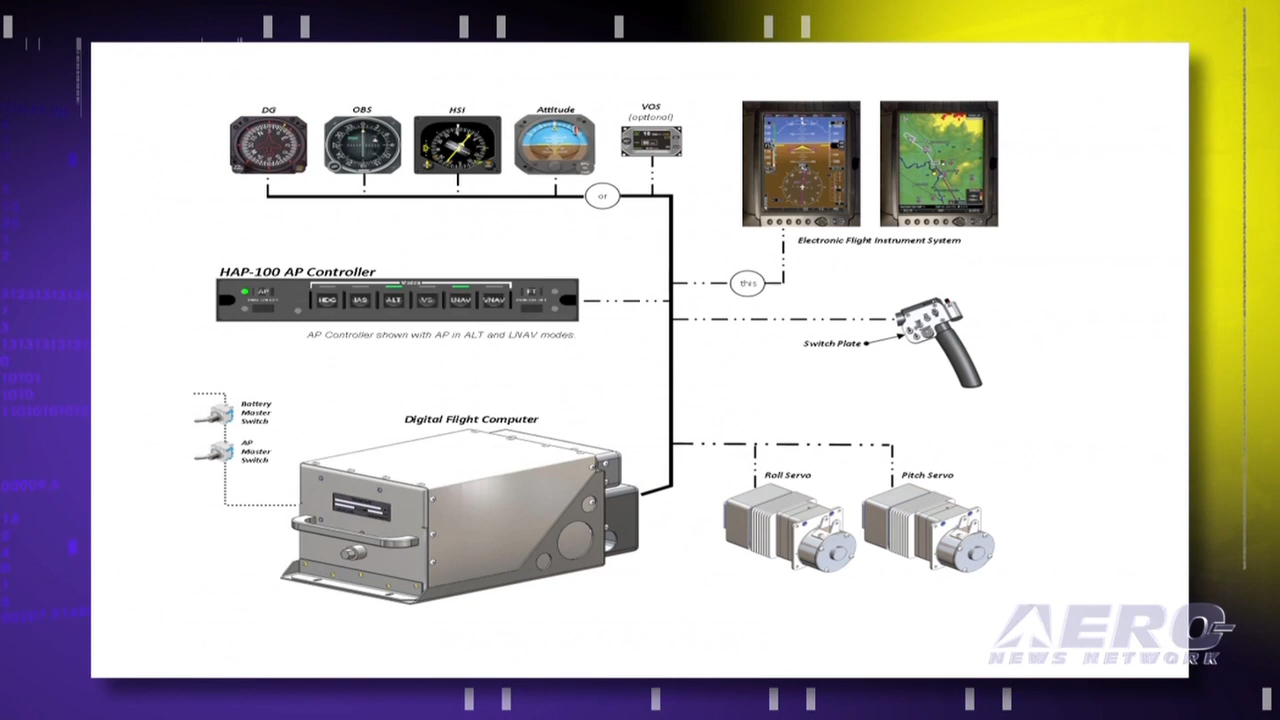 DG
OBS
HSI
Attitude
VOS
(optional)
or
Electronic Flight Instrument System
HAP-100 AP Controller
this
AP
HDG
IAS
ALT
VS
LNAV
VNAV
FT
AP Controller shown with AP in ALT and LNAV modes.
Switch Plate
Battery
Master
Switch
AP
Master
Switch
Digital Flight Computer
Roll Servo
Pitch Servo
AERO
NEWS NETWORK